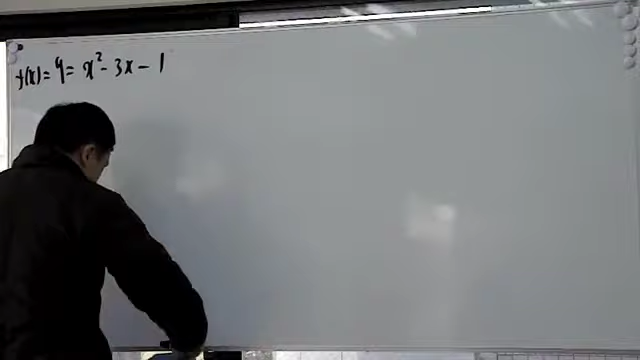 f(x) = y = x² - 3x - 1